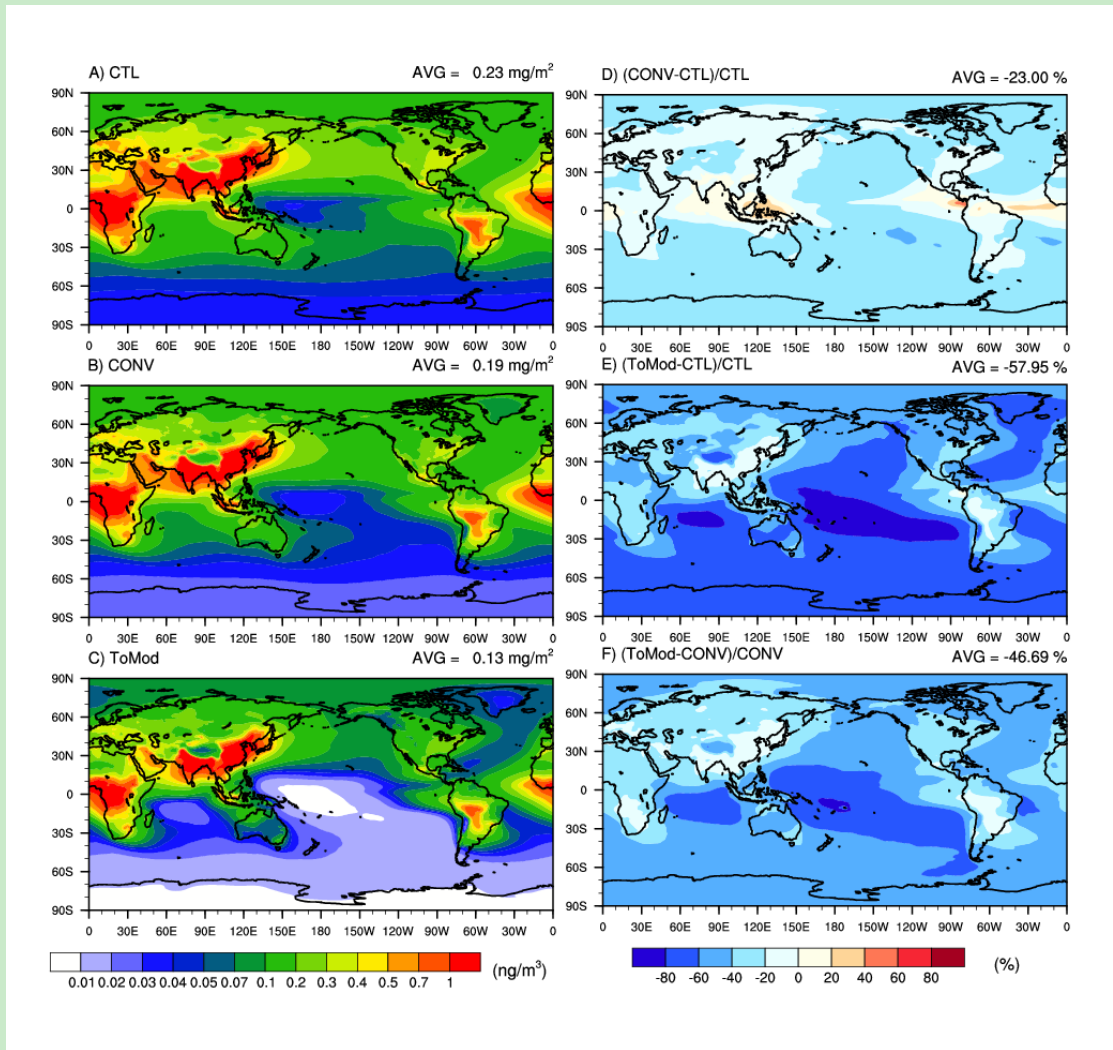 A) CTL AVG = 0.23 mg/m²
90N
60N
30N
0
30S
60S
90S
0 30E 60E 90E 120E 150E 180 150W 120W 90W 60W 30W 0
B) CONV AVG = 0.19 mg/m²
90N
60N
30N
0
30S
60S
90S
0 30E 60E 90E 120E 150E 180 150W 120W 90W 60W 30W 0
C) ToMod AVG = 0.13 mg/m²
90N
60N
30N
0
30S
60S
90S
0 30E 60E 90E 120E 150E 180 150W 120W 90W 60W 30W 0
0.01 0.02 0.03 0.04 0.05 0.07 0.1 0.2 0.3 0.4 0.5 0.7 1
(ng/m³)
D) (CONV-CTL)/CTL AVG = -23.00 %
90N
60N
30N
0
30S
60S
90S
0 30E 60E 90E 120E 150E 180 150W 120W 90W 60W 30W 0
E) (ToMod-CTL)/CTL AVG = -57.95 %
90N
60N
30N
0
30S
60S
90S
0 30E 60E 90E 120E 150E 180 150W 120W 90W 60W 30W 0
F) (ToMod-CONV)/CONV AVG = -46.69 %
90N
60N
30N
0
30S
60S
90S
0 30E 60E 90E 120E 150E 180 150W 120W 90W 60W 30W 0
-80 -60 -40 -20 0 20 40 60 80
(%)